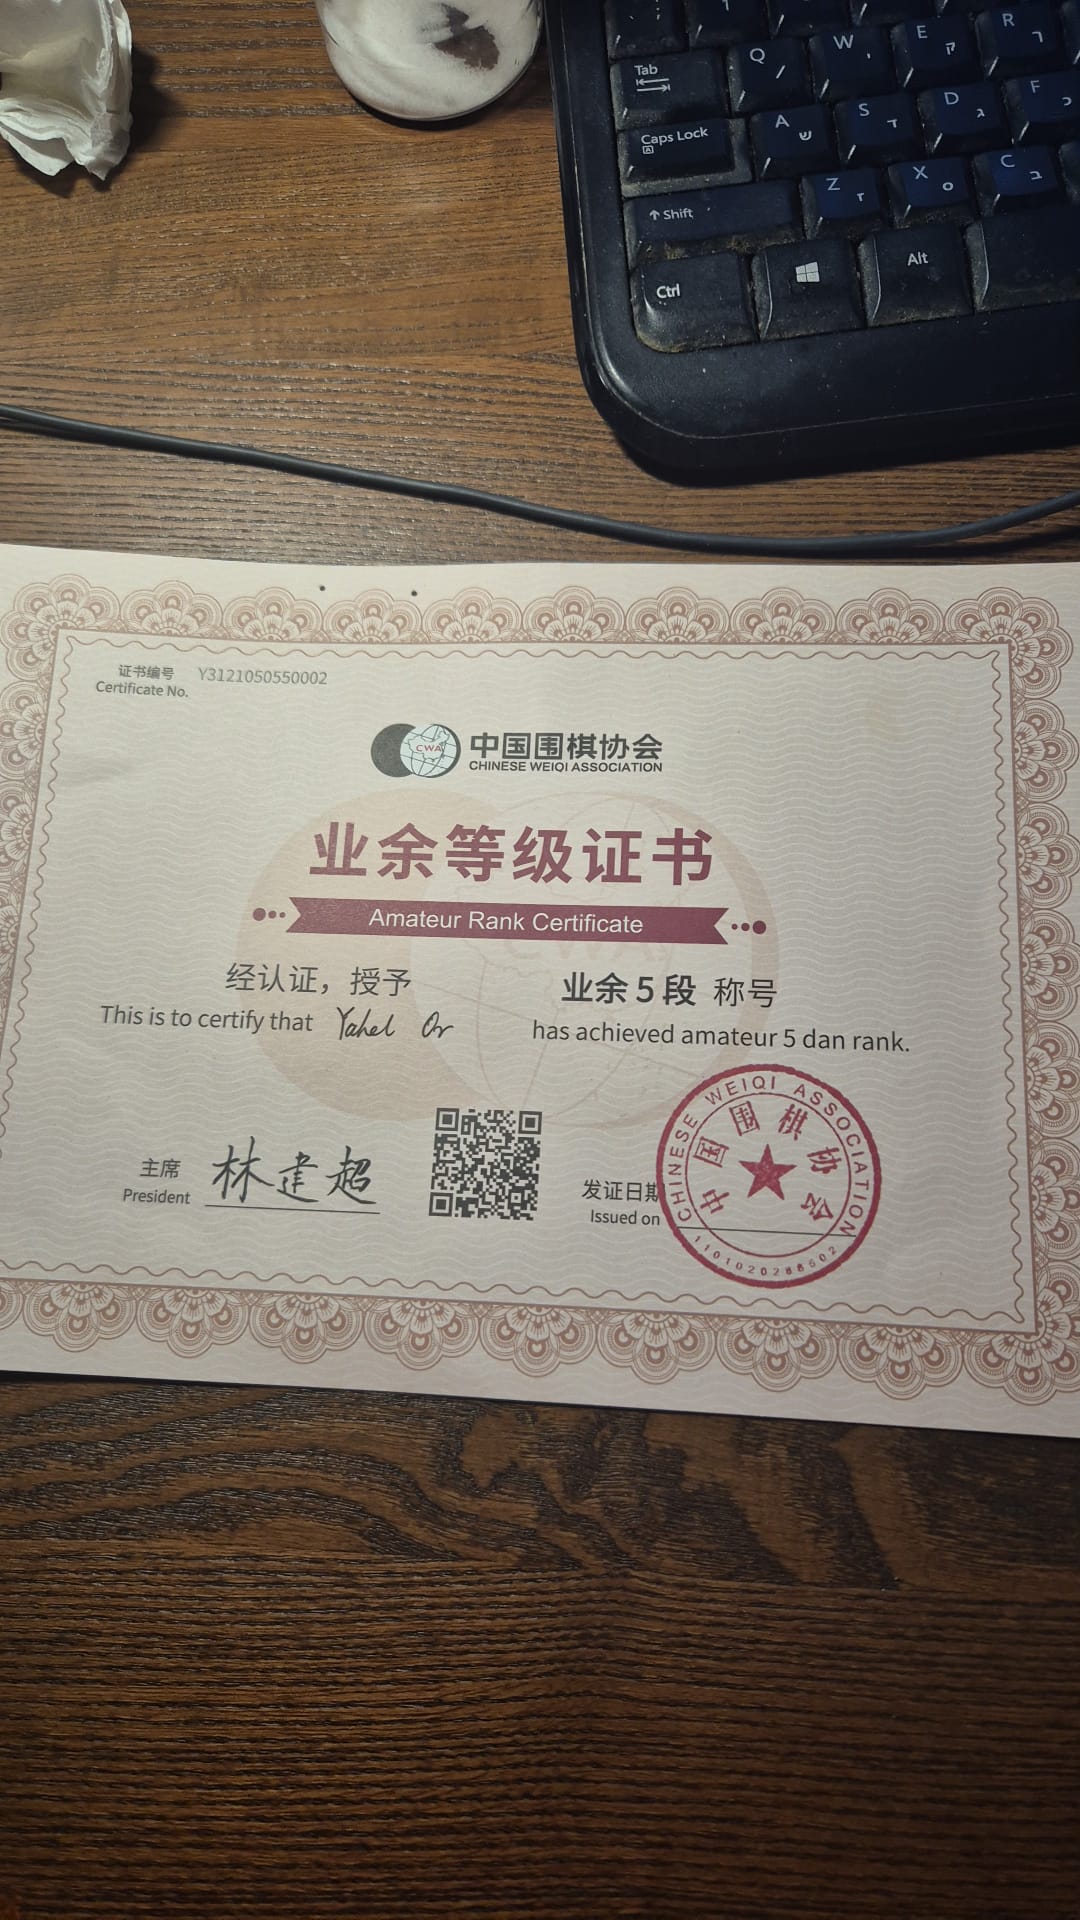 Q /
W '
E ק
R ר
Tab
A ש
S ד
D ג
F כ
Caps Lock
A
Z ז
X ס
C ב
Shift
Ctrl
Alt
证书编号 Y3121050550002
Certificate No.
CWA 中国围棋协会
CHINESE WEIQI ASSOCIATION
业余等级证书
Amateur Rank Certificate
经认证，授予 业余 5 段 称号
This is to certify that Yahel Or has achieved amateur 5 dan rank.
主席 林建超
President
发证日期
Issued on
CHINESE WEIQI ASSOCIATION
中国围棋协会